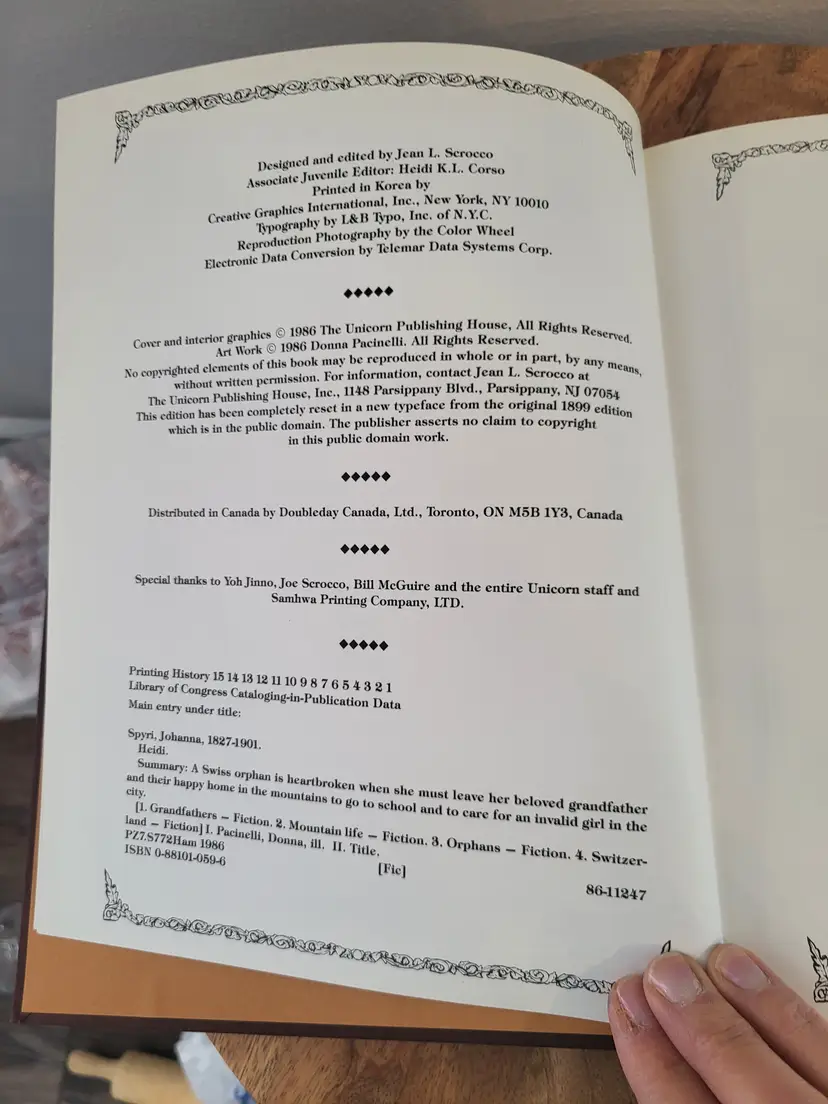 Designed and edited by Jean L. Scrocco
Associate Juvenile Editor: Heidi K.L. Corso
Printed in Korea by
Creative Graphics International, Inc., New York, NY 10010
Typography by L&B Typo, Inc. of N.Y.C.
Reproduction Photography by the Color Wheel
Electronic Data Conversion by Telemar Data Systems Corp.
◆◆◆◆◆
Cover and interior graphics © 1986 The Unicorn Publishing House, All Rights Reserved.
Art Work © 1986 Donna Pacinelli. All Rights Reserved.
No copyrighted elements of this book may be reproduced in whole or in part, by any means,
without written permission. For information, contact Jean L. Scrocco at
The Unicorn Publishing House, Inc., 1148 Parsippany Blvd., Parsippany, NJ 07054
This edition has been completely reset in a new typeface from the original 1899 edition
which is in the public domain. The publisher asserts no claim to copyright
in this public domain work.
◆◆◆◆◆
Distributed in Canada by Doubleday Canada, Ltd., Toronto, ON M5B 1Y3, Canada
◆◆◆◆◆
Special thanks to Yoh Jinno, Joe Scrocco, Bill McGuire and the entire Unicorn staff and
Samhwa Printing Company, LTD.
◆◆◆◆◆
Printing History 15 14 13 12 11 10 9 8 7 6 5 4 3 2 1
Library of Congress Cataloging-in-Publication Data
Main entry under title:
Spyri, Johanna, 1827-1901.
Heidi.
Summary: A Swiss orphan is heartbroken when she must leave her beloved grandfather
and their happy home in the mountains to go to school and to care for an invalid girl in the
city.
[1. Grandfathers — Fiction. 2. Mountain life — Fiction. 3. Orphans — Fiction. 4. Switzer-
land — Fiction] I. Pacinelli, Donna, ill. II. Title.
PZ7.S772Ham 1986
[Fic]
ISBN 0-88101-059-6
86-11247